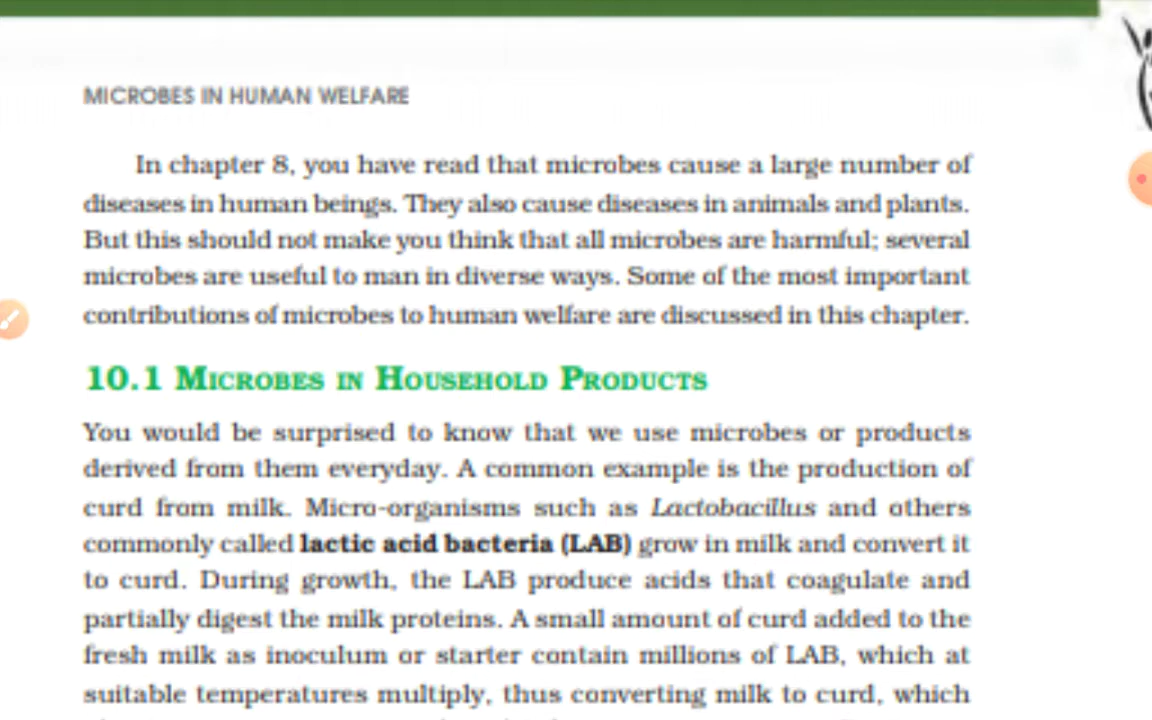 MICROBES IN HUMAN WELFARE
In chapter 8, you have read that microbes cause a large number of
diseases in human beings. They also cause diseases in animals and plants.
But this should not make you think that all microbes are harmful; several
microbes are useful to man in diverse ways. Some of the most important
contributions of microbes to human welfare are discussed in this chapter.
10.1 MICROBES IN HOUSEHOLD PRODUCTS
You would be surprised to know that we use microbes or products
derived from them everyday. A common example is the production of
curd from milk. Micro-organisms such as Lactobacillus and others
commonly called lactic acid bacteria (LAB) grow in milk and convert it
to curd. During growth, the LAB produce acids that coagulate and
partially digest the milk proteins. A small amount of curd added to the
fresh milk as inoculum or starter contain millions of LAB, which at
suitable temperatures multiply, thus converting milk to curd, which